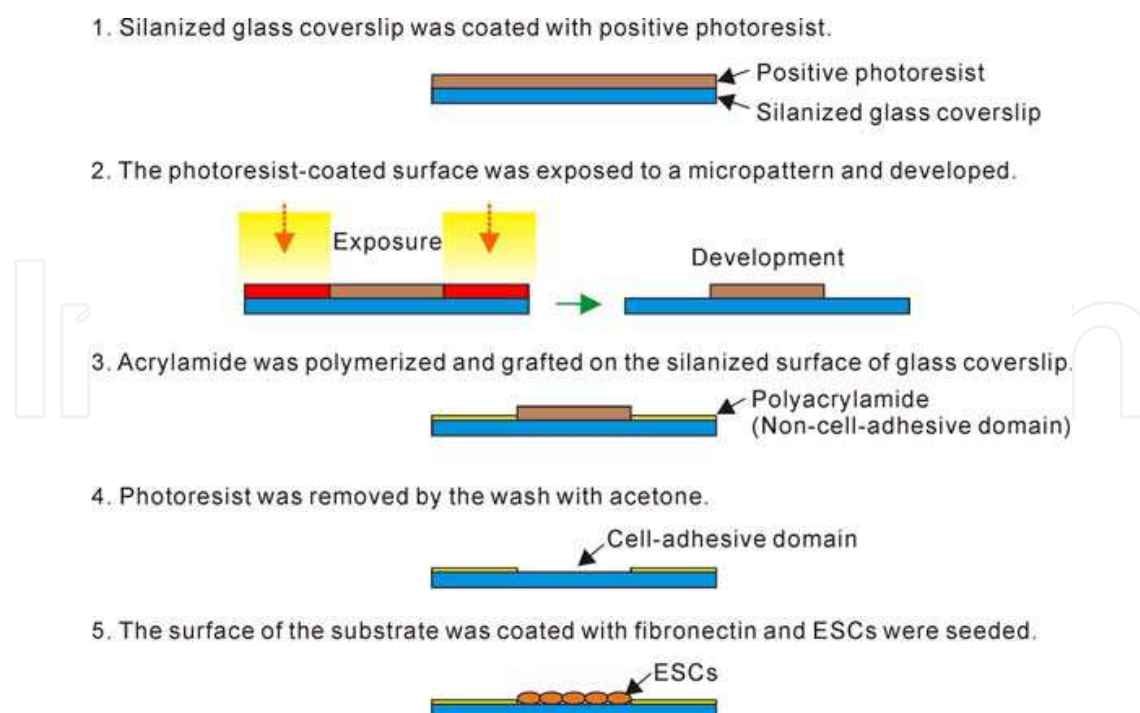 1. Silanized glass coverslip was coated with positive photoresist.
Positive photoresist
Silanized glass coverslip
2. The photoresist-coated surface was exposed to a micropattern and developed.
Exposure
Development
3. Acrylamide was polymerized and grafted on the silanized surface of glass coverslip.
Polyacrylamide
(Non-cell-adhesive domain)
4. Photoresist was removed by the wash with acetone.
Cell-adhesive domain
5. The surface of the substrate was coated with fibronectin and ESCs were seeded.
ESCs